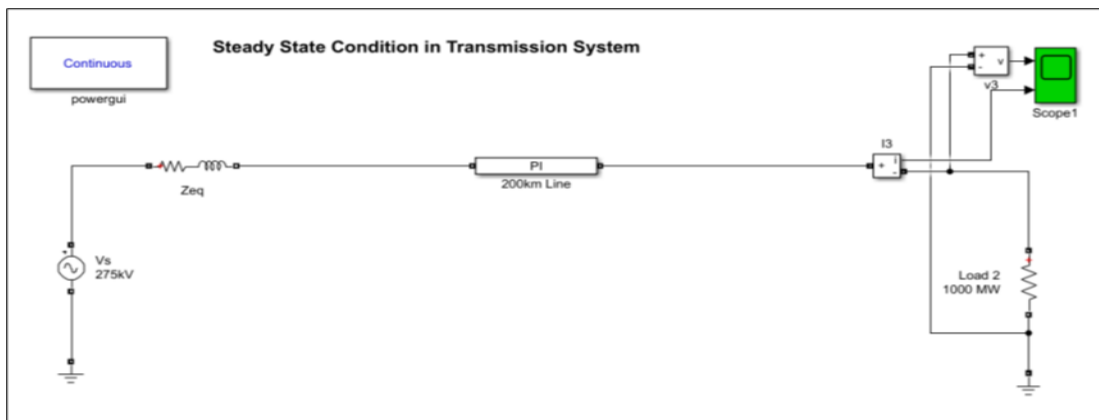 Steady State Condition in Transmission System
Continuous
powergui
+
-
v
v3
Scope1
I3
+
i
-
Zeq
PI
200km Line
+
Vs
275kV
Load 2
1000 MW
+